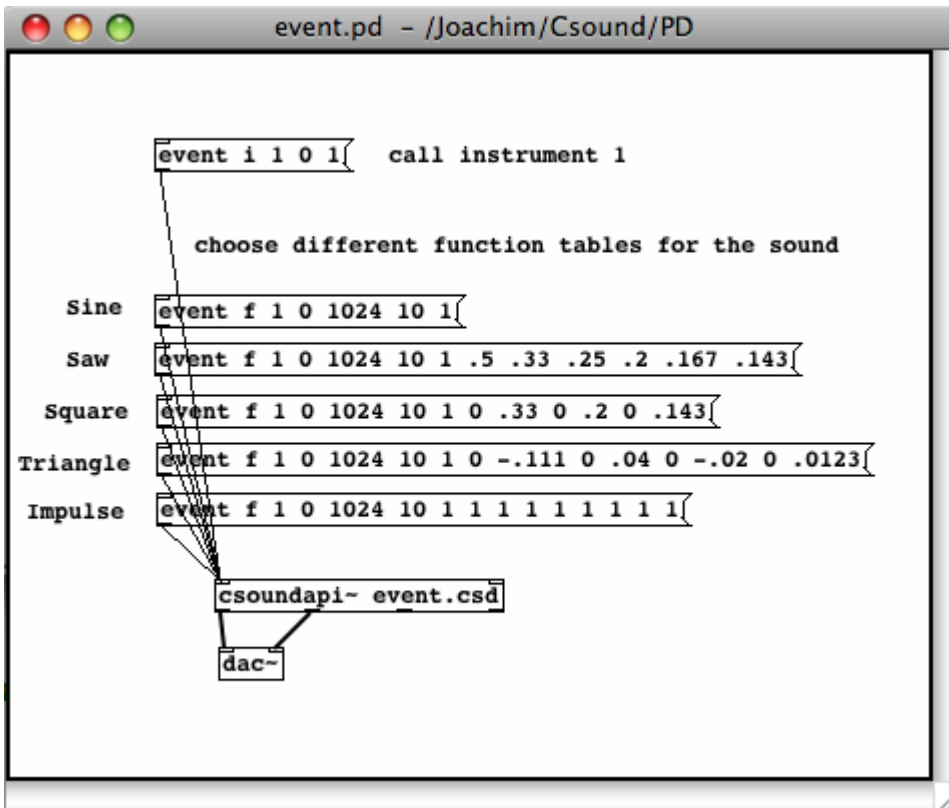 event.pd – /Joachim/Csound/PD
event i 1 0 1 call instrument 1
choose different function tables for the sound
Sine event f 1 0 1024 10 1
Saw event f 1 0 1024 10 1 .5 .33 .25 .2 .167 .143
Square event f 1 0 1024 10 1 0 .33 0 .2 0 .143
Triangle event f 1 0 1024 10 1 0 -.111 0 .04 0 -.02 0 .0123
Impulse event f 1 0 1024 10 1 1 1 1 1 1 1 1 1
csoundapi~ event.csd
dac~